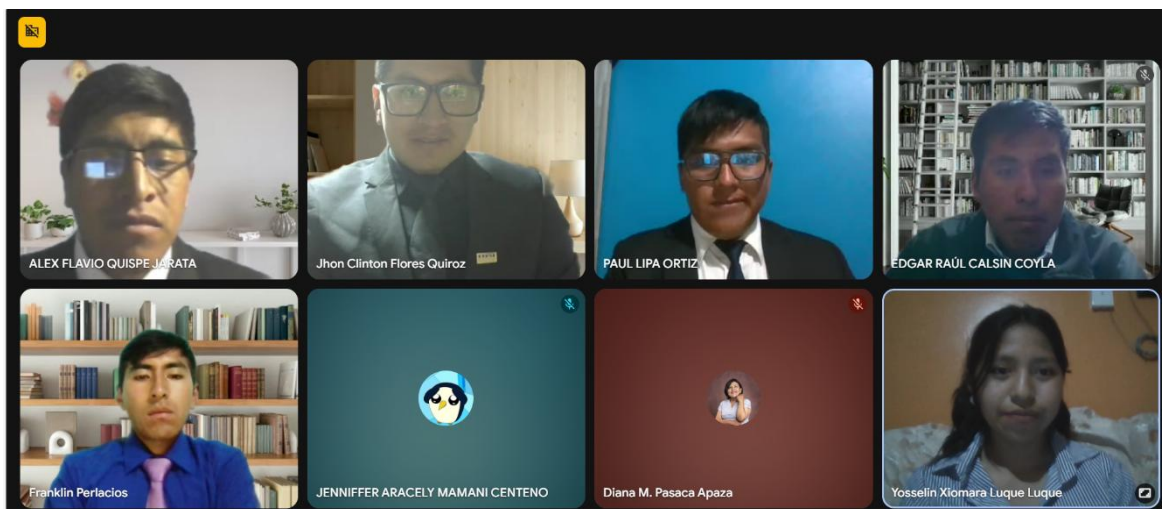 ALEX FLAVIO QUISPE JARATA
Jhon Clinton Flores Quiroz
PAUL LIPA ORTIZ
EDGAR RAÚL CALSIN COYLA
Franklin Perlacios
JENNIFFER ARACELY MAMANI CENTENO
Diana M. Pasaca Apaza
Yosselin Xiomara Luque Luque